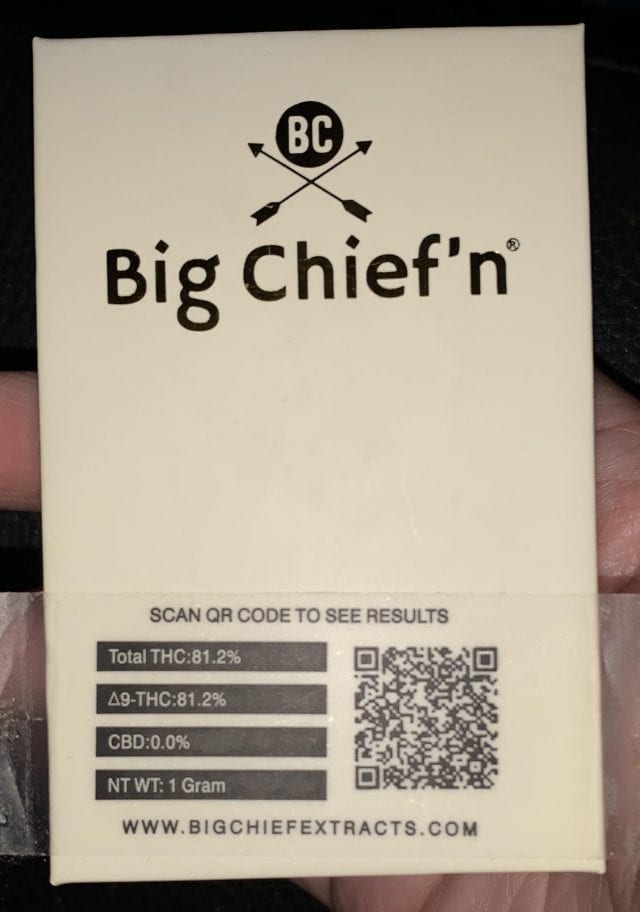 BC
Big Chief'n®
SCAN QR CODE TO SEE RESULTS
Total THC:81.2%
Δ9-THC:81.2%
CBD:0.0%
NT WT: 1 Gram
WWW.BIGCHIEFEXTRACTS.COM